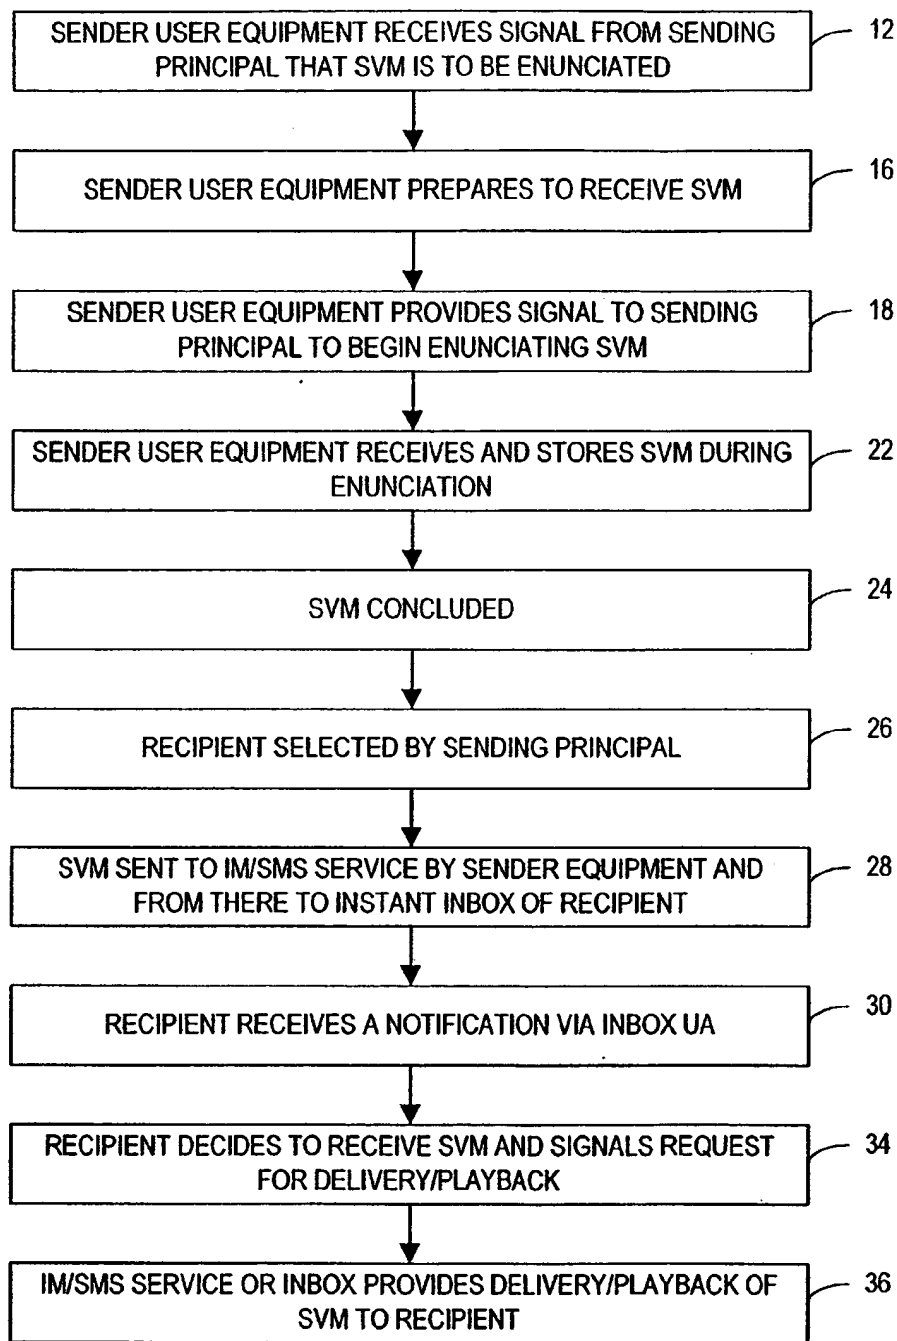 SENDER USER EQUIPMENT RECEIVES SIGNAL FROM SENDING
PRINCIPAL THAT SVM IS TO BE ENUNCIATED
12
SENDER USER EQUIPMENT PREPARES TO RECEIVE SVM
16
SENDER USER EQUIPMENT PROVIDES SIGNAL TO SENDING
PRINCIPAL TO BEGIN ENUNCIATING SVM
18
SENDER USER EQUIPMENT RECEIVES AND STORES SVM DURING
ENUNCIATION
22
SVM CONCLUDED
24
RECIPIENT SELECTED BY SENDING PRINCIPAL
26
SVM SENT TO IM/SMS SERVICE BY SENDER EQUIPMENT AND
FROM THERE TO INSTANT INBOX OF RECIPIENT
28
RECIPIENT RECEIVES A NOTIFICATION VIA INBOX UA
30
RECIPIENT DECIDES TO RECEIVE SVM AND SIGNALS REQUEST
FOR DELIVERY/PLAYBACK
34
IM/SMS SERVICE OR INBOX PROVIDES DELIVERY/PLAYBACK OF
SVM TO RECIPIENT
36